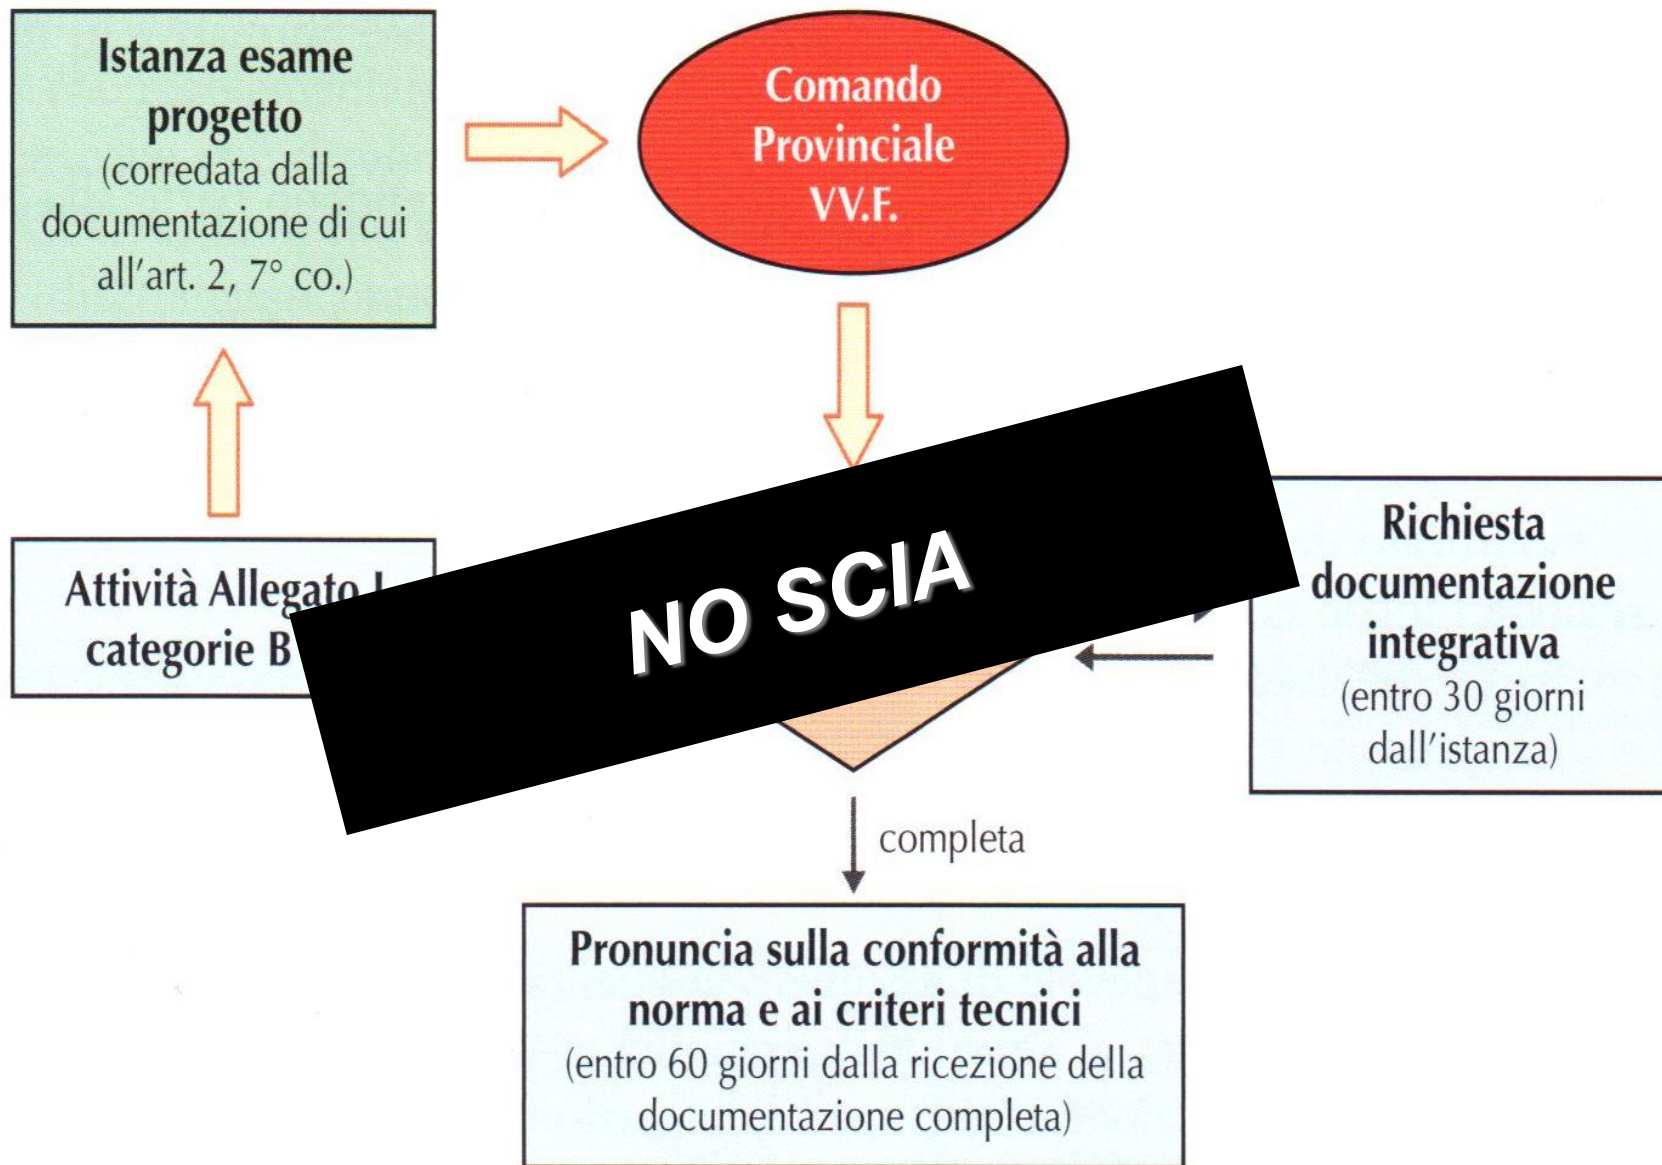 Istanza esame
progetto
(corredata dalla
documentazione di cui
all'art. 2, 7° co.)
Comando
Provinciale
VV.F.
Attività Allegato
categorie B
NO SCIA
Richiesta
documentazione
integrativa
(entro 30 giorni
dall'istanza)
completa
Pronuncia sulla conformità alla
norma e ai criteri tecnici
(entro 60 giorni dalla ricezione della
documentazione completa)